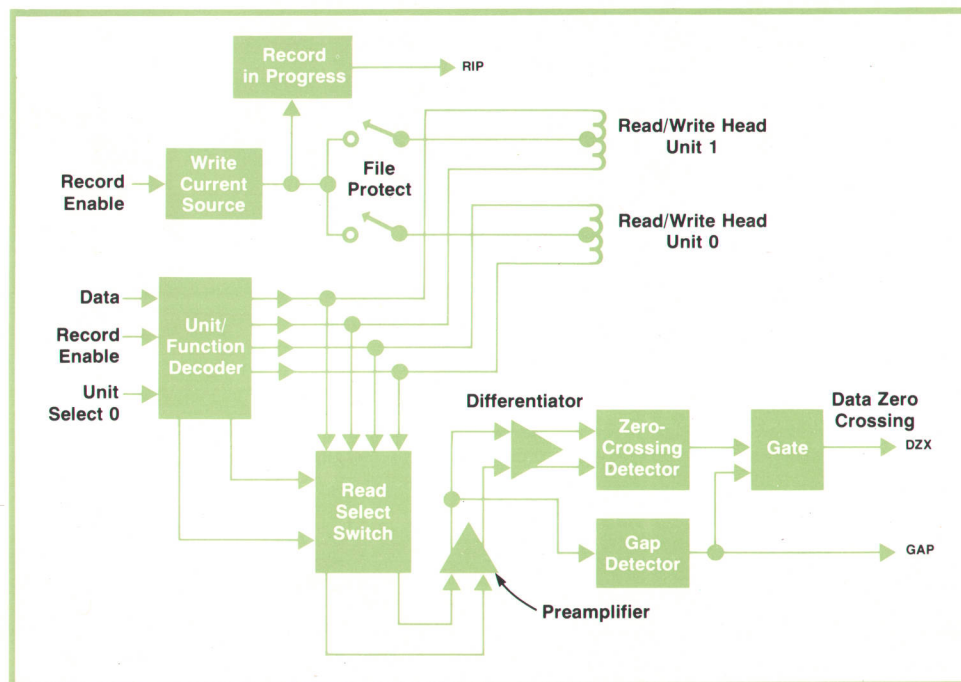 Record
in Progress
RIP
Read/Write Head
Unit 1
Write
Current
Source
File
Protect
Record
Enable
Read/Write Head
Unit 0
Data
Record
Enable
Unit
Select 0
Unit/
Function
Decoder
Differentiator
Zero-
Crossing
Detector
Gate
Data Zero
Crossing
DZX
Read
Select
Switch
Gap
Detector
GAP
Preamplifier